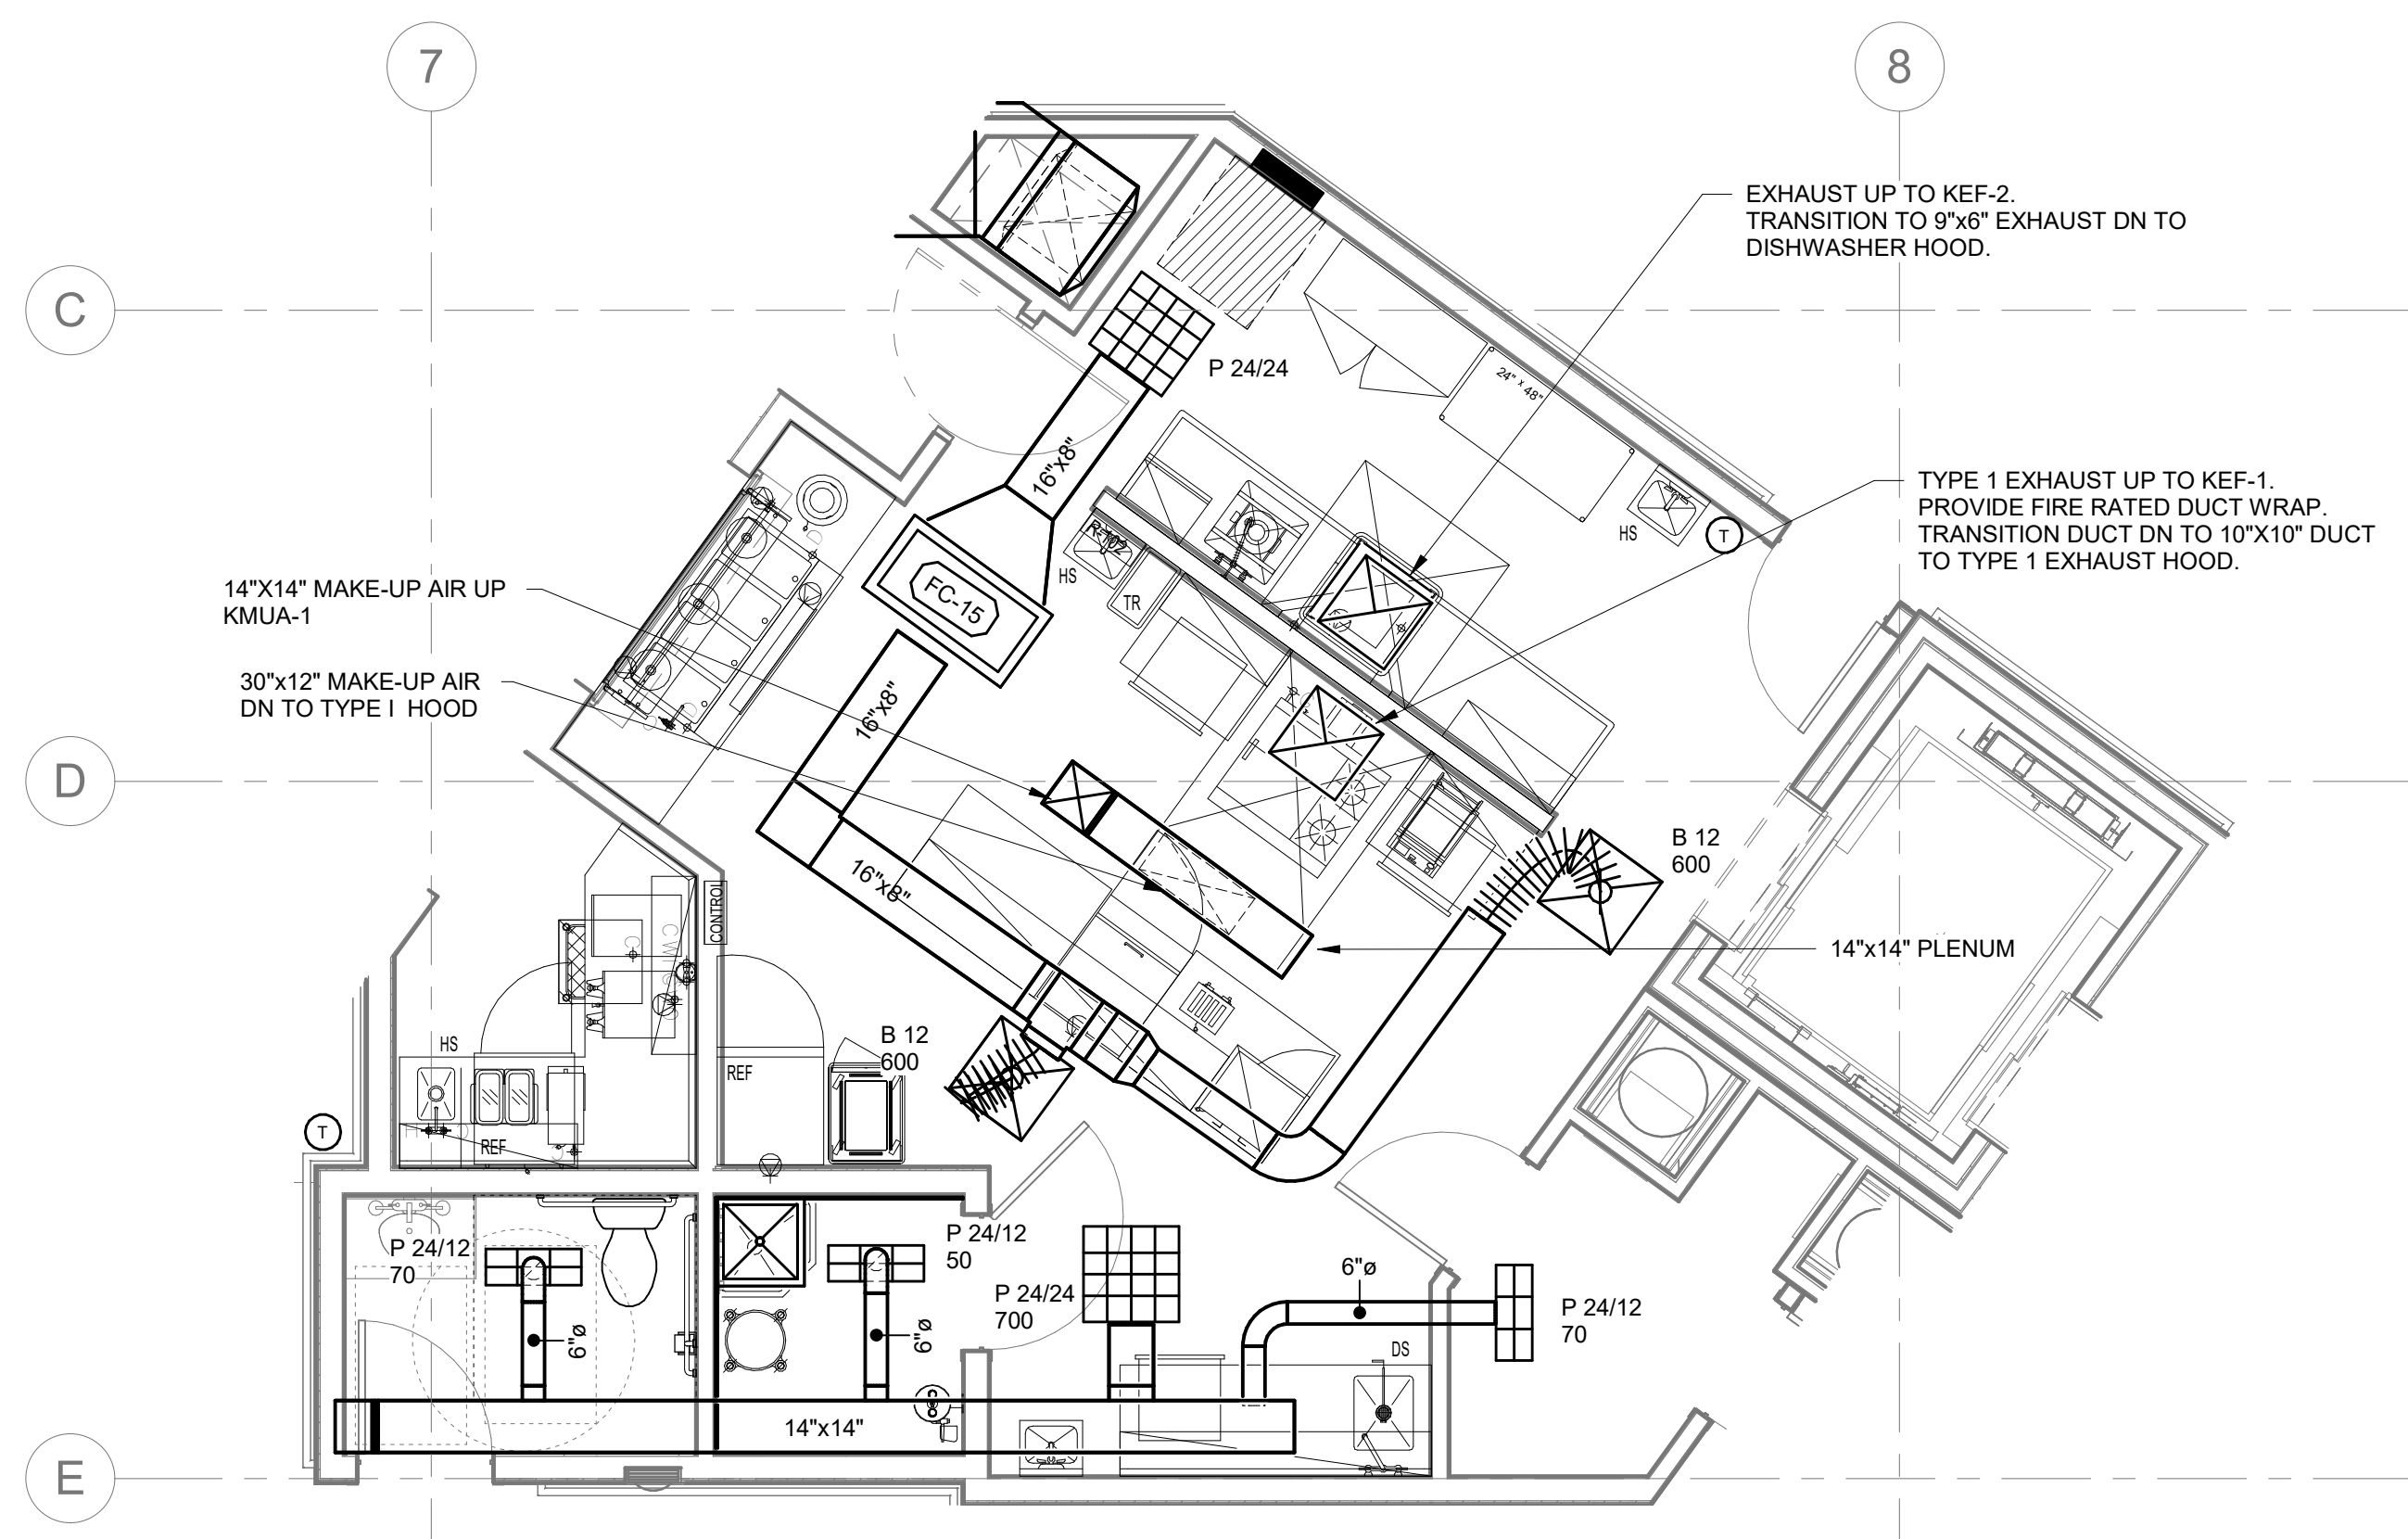 7
8
EXHAUST UP TO KEF-2.
TRANSITION TO 9"x6" EXHAUST DN TO
DISHWASHER HOOD.
C
P 24/24
24" x 48"
16"x8"
TYPE 1 EXHAUST UP TO KEF-1.
PROVIDE FIRE RATED DUCT WRAP.
TRANSITION DUCT DN TO 10"X10" DUCT
TO TYPE 1 EXHAUST HOOD.
HS
T
R-102
HS
TR
FC-15
14"X14" MAKE-UP AIR UP
KMUA-1
30"x12" MAKE-UP AIR
DN TO TYPE I HOOD
16"x8"
D
B 12
600
16"x8"
CONTROL
14"x14" PLENUM
B 12
600
HS
REF
REF
T
P 24/12
70
P 24/12
50
6"ø
P 24/24
700
P 24/12
70
6"ø
6"ø
DS
14"x14"
E